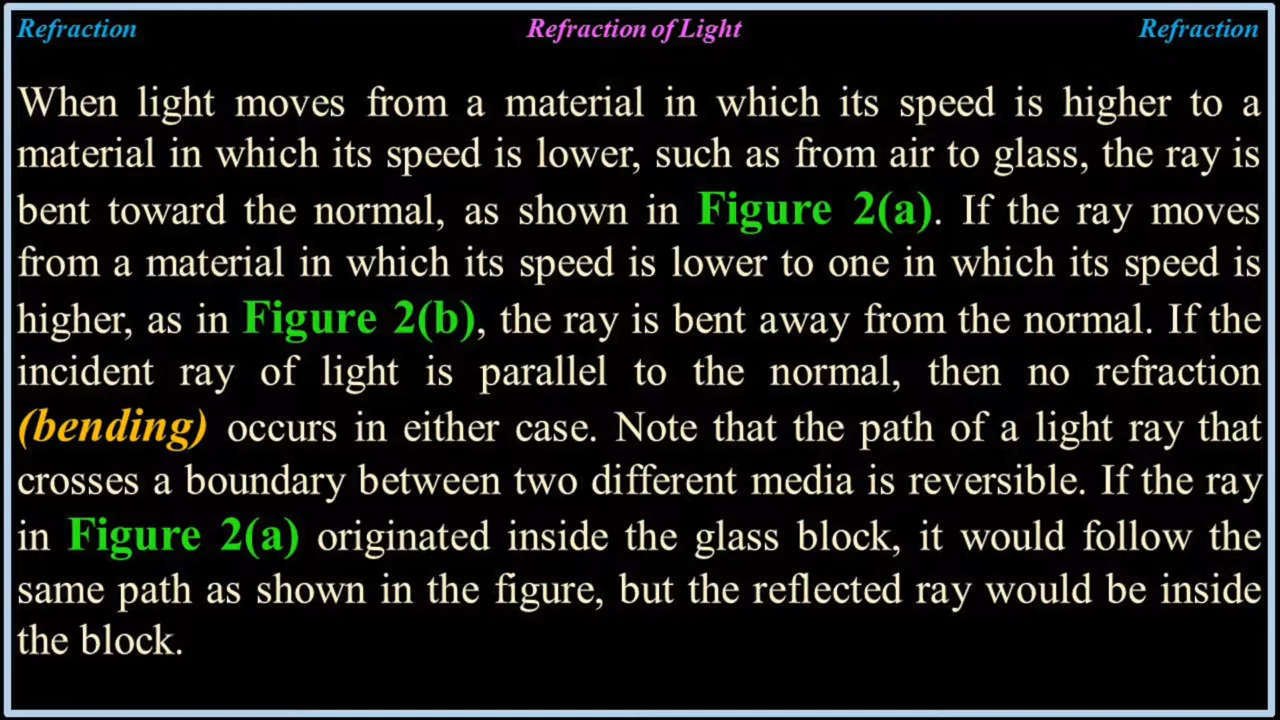 Refraction Refraction of Light Refraction
When light moves from a material in which its speed is higher to a
material in which its speed is lower, such as from air to glass, the ray is
bent toward the normal, as shown in Figure 2(a). If the ray moves
from a material in which its speed is lower to one in which its speed is
higher, as in Figure 2(b), the ray is bent away from the normal. If the
incident ray of light is parallel to the normal, then no refraction
(bending) occurs in either case. Note that the path of a light ray that
crosses a boundary between two different media is reversible. If the ray
in Figure 2(a) originated inside the glass block, it would follow the
same path as shown in the figure, but the reflected ray would be inside
the block.